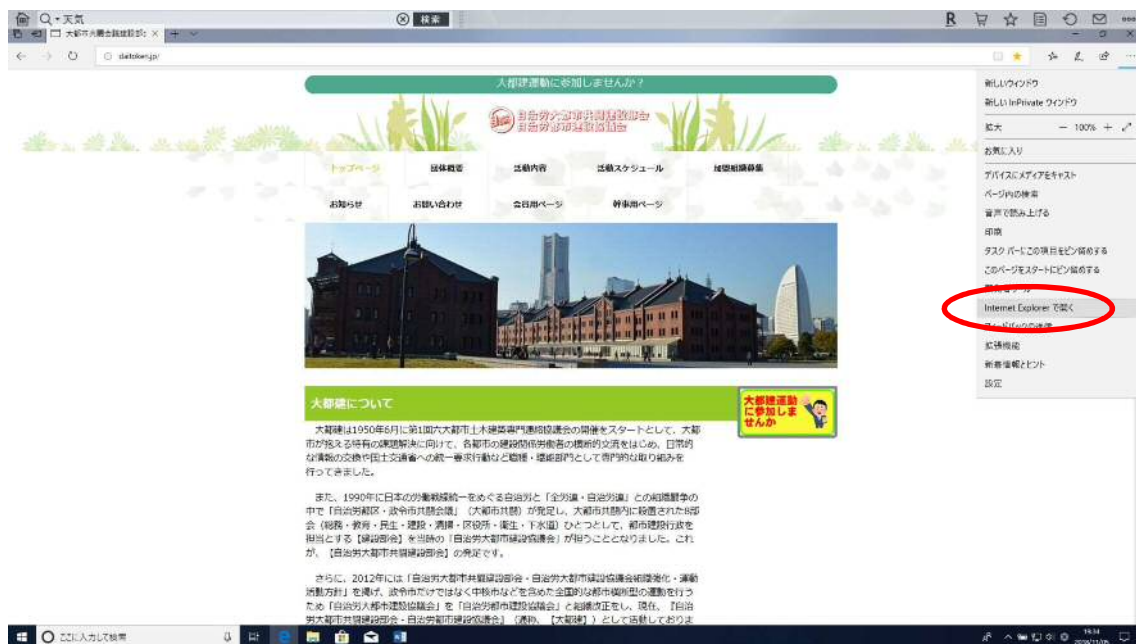 天気
検索
大都市共闘会議建設部:
daitoken.jp/
大都建運動に参加しませんか？
自治労大都市共闘建設部会
自治労都市建設協議会
トップページ 団体概要 活動内容 活動スケジュール 加盟組織募集
お知らせ お問い合わせ 会員用ページ 幹事用ページ
新しいウィンドウ
新しい InPrivate ウィンドウ
拡大 － 100% ＋
お気に入り
デバイスにメディアをキャスト
ページ内の検索
音声で読み上げる
印刷
タスク バーにこの項目をピン留めする
このページをスタートにピン留めする
Internet Explorer で開く
フィードバックの送信
拡張機能
新着情報とヒント
設定
大都建について
大都建運動
に参加しま
せんか
大都建は1950年6月に第1回六大都市土木建築専門連絡協議会の開催をスタートとして、大都
市が抱える特有の課題解決に向けて、各都市の建設関係労働者の横断的交流をはじめ、日常的
な情報の交換や国土交通省への統一要求行動など職種・職能部門として専門的な取り組みを
行ってきました。
また、1990年に日本の労働戦線統一をめぐる自治労と「全労連・自治労連」との組織競争の
中で「自治労都区・政令市共闘会議」（大都市共闘）が発足し、大都市共闘内に設置された8部
会（総務・教育・民生・建設・清掃・区役所・衛生・下水道）ひとつとして、都市建設行政を
担当とする【建設部会】を当時の「自治労大都市建設協議会」が担うこととなりました。これ
が、【自治労大都市共闘建設部会】の発足です。
さらに、2012年には「自治労大都市共闘建設部会・自治労大都市建設協議会組織強化・運動
活動方針」を掲げ、政令市だけではなく中核市などを含めた全国的な都市横断型の運動を行う
ため「自治労大都市建設協議会」を「自治労都市建設協議会」と組織改正をし、現在、『自治
労大都市共闘建設部会・自治労都市建設協議会』（通称、【大都建】）として活動しておりま
ここに入力して検索
19:34
2018/11/05